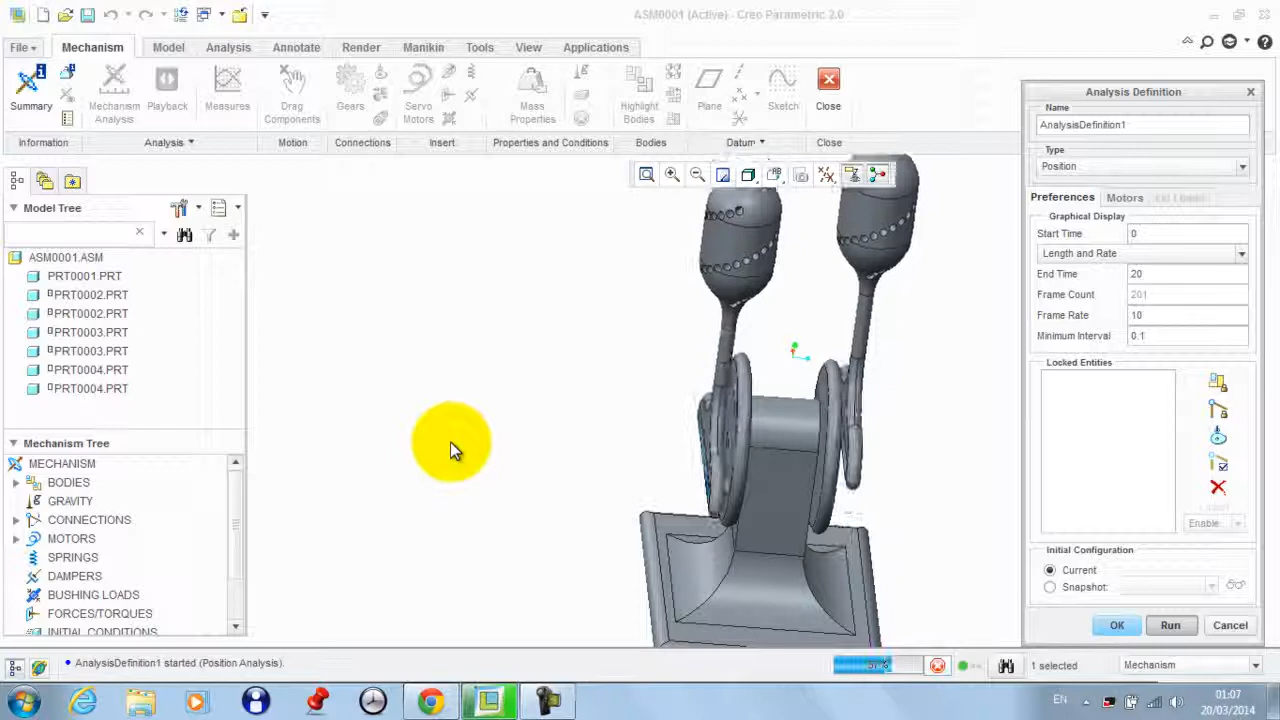 ASM0001 (Active) - Creo Parametric 2.0
File Mechanism Model Analysis Annotate Render Manikin Tools View Applications
Summary
Mechanism Analysis
Playback
Measures
Drag Components
Gears
Servo Motors
Mass Properties
Highlight Bodies
Plane
Sketch
Close
Information Analysis Motion Connections Insert Properties and Conditions Bodies Datum Close
Model Tree
ASM0001.ASM
PRT0001.PRT
PRT0002.PRT
PRT0002.PRT
PRT0003.PRT
PRT0003.PRT
PRT0004.PRT
PRT0004.PRT
Mechanism Tree
MECHANISM
BODIES
GRAVITY
CONNECTIONS
MOTORS
SPRINGS
DAMPERS
BUSHING LOADS
FORCES/TORQUES
INITIAL CONDITIONS
Analysis Definition
Name
AnalysisDefinition1
Type
Position
Preferences Motors
Graphical Display
Start Time 0
Length and Rate
End Time 20
Frame Count 201
Frame Rate 10
Minimum Interval 0.1
Locked Entities
Enable
Initial Configuration
Current
Snapshot:
OK Run Cancel
AnalysisDefinition1 started (Position Analysis).
1 selected
Mechanism
EN
01:07
20/03/2014